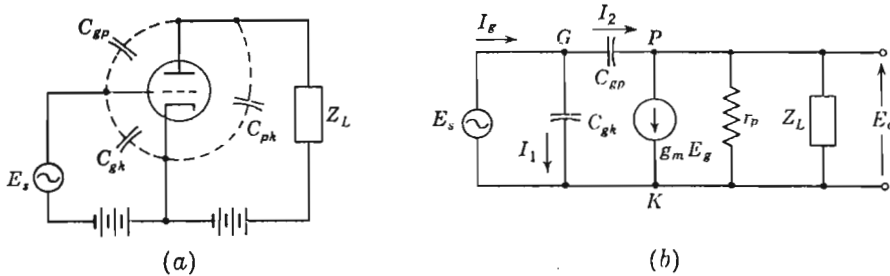 C_gp
C_gk
C_pk
Z_L
E_s
(a)
I_g
G
I_2
P
C_gp
E_s
C_gk
I_1
g_m E_g
r_p
Z_L
K
(b)